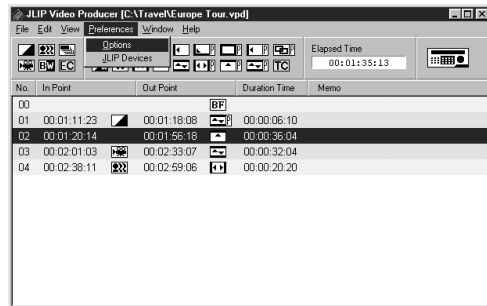 JLIP Video Producer [C:\Travel\Europe Tour.vpd]
File Edit View Preferences Window Help
Options
JLIP Devices
P P P P
BW EC P P TC
Elapsed Time
00:01:35:13
No. In Point Out Point Duration Time Memo
00 BF
01 00:01:11:23 00:01:18:08 P 00:00:06:10
02 00:01:20:14 00:01:56:18 00:00:36:04
03 00:02:01:03 00:02:33:07 00:00:32:04
04 00:02:38:11 00:02:59:06 00:00:20:20